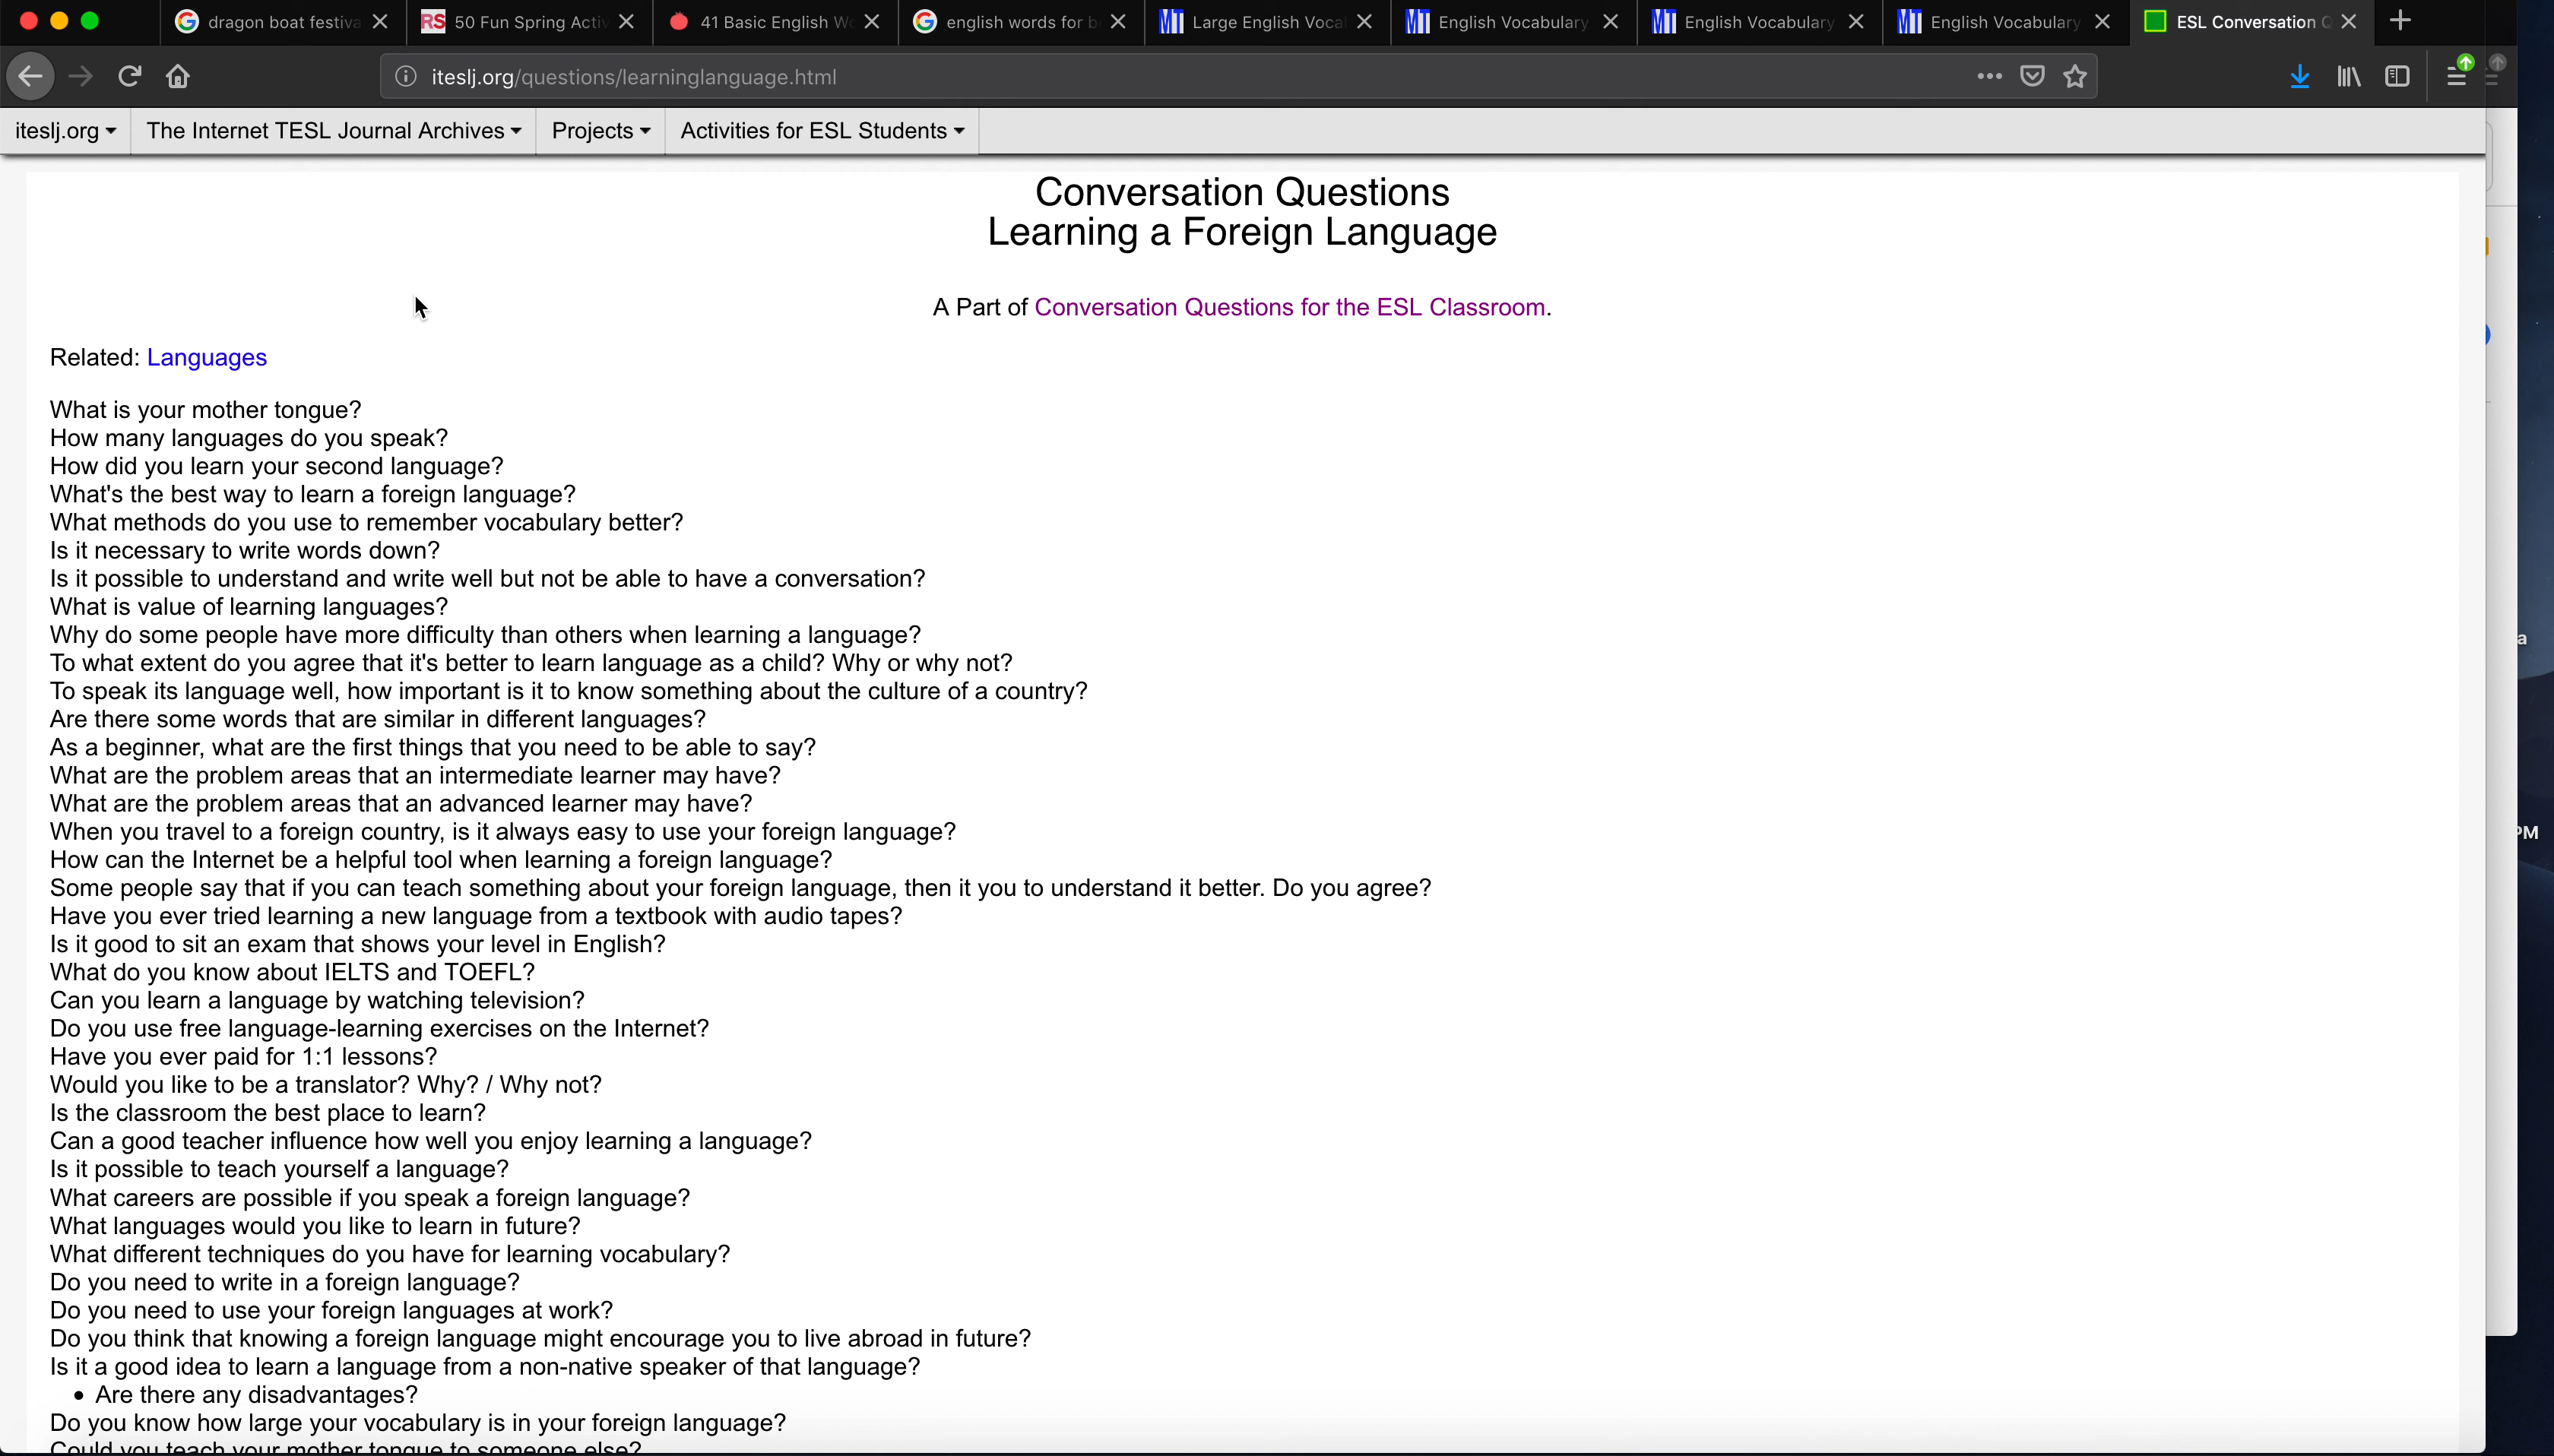 dragon boat festiva
50 Fun Spring Activ
41 Basic English Wo
english words for b
Large English Voca
English Vocabulary
English Vocabulary
English Vocabulary
ESL Conversation Q
iteslj.org/questions/learninglanguage.html
iteslj.org
The Internet TESL Journal Archives
Projects
Activities for ESL Students
Conversation Questions
Learning a Foreign Language
A Part of Conversation Questions for the ESL Classroom.
Related: Languages
What is your mother tongue?
How many languages do you speak?
How did you learn your second language?
What's the best way to learn a foreign language?
What methods do you use to remember vocabulary better?
Is it necessary to write words down?
Is it possible to understand and write well but not be able to have a conversation?
What is value of learning languages?
Why do some people have more difficulty than others when learning a language?
To what extent do you agree that it's better to learn language as a child? Why or why not?
To speak its language well, how important is it to know something about the culture of a country?
Are there some words that are similar in different languages?
As a beginner, what are the first things that you need to be able to say?
What are the problem areas that an intermediate learner may have?
What are the problem areas that an advanced learner may have?
When you travel to a foreign country, is it always easy to use your foreign language?
How can the Internet be a helpful tool when learning a foreign language?
Some people say that if you can teach something about your foreign language, then it you to understand it better. Do you agree?
Have you ever tried learning a new language from a textbook with audio tapes?
Is it good to sit an exam that shows your level in English?
What do you know about IELTS and TOEFL?
Can you learn a language by watching television?
Do you use free language-learning exercises on the Internet?
Have you ever paid for 1:1 lessons?
Would you like to be a translator? Why? / Why not?
Is the classroom the best place to learn?
Can a good teacher influence how well you enjoy learning a language?
Is it possible to teach yourself a language?
What careers are possible if you speak a foreign language?
What languages would you like to learn in future?
What different techniques do you have for learning vocabulary?
Do you need to write in a foreign language?
Do you need to use your foreign languages at work?
Do you think that knowing a foreign language might encourage you to live abroad in future?
Is it a good idea to learn a language from a non-native speaker of that language?
• Are there any disadvantages?
Do you know how large your vocabulary is in your foreign language?
Could you teach your mother tongue to someone else?
a
PM